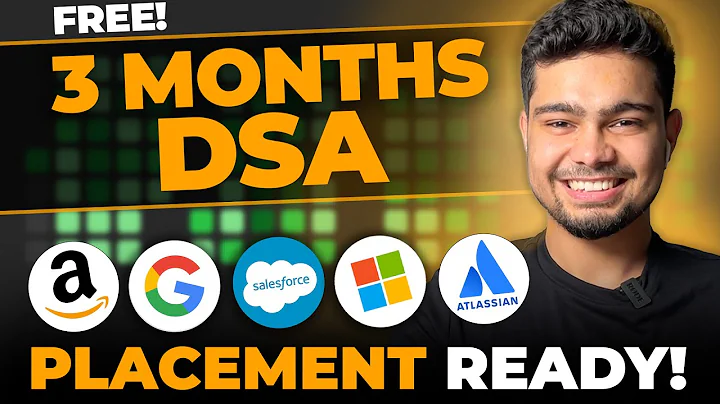 FREE!
3 MONTHS
DSA
a
G
salesforce
ATLASSIAN
PLACEMENT READY!